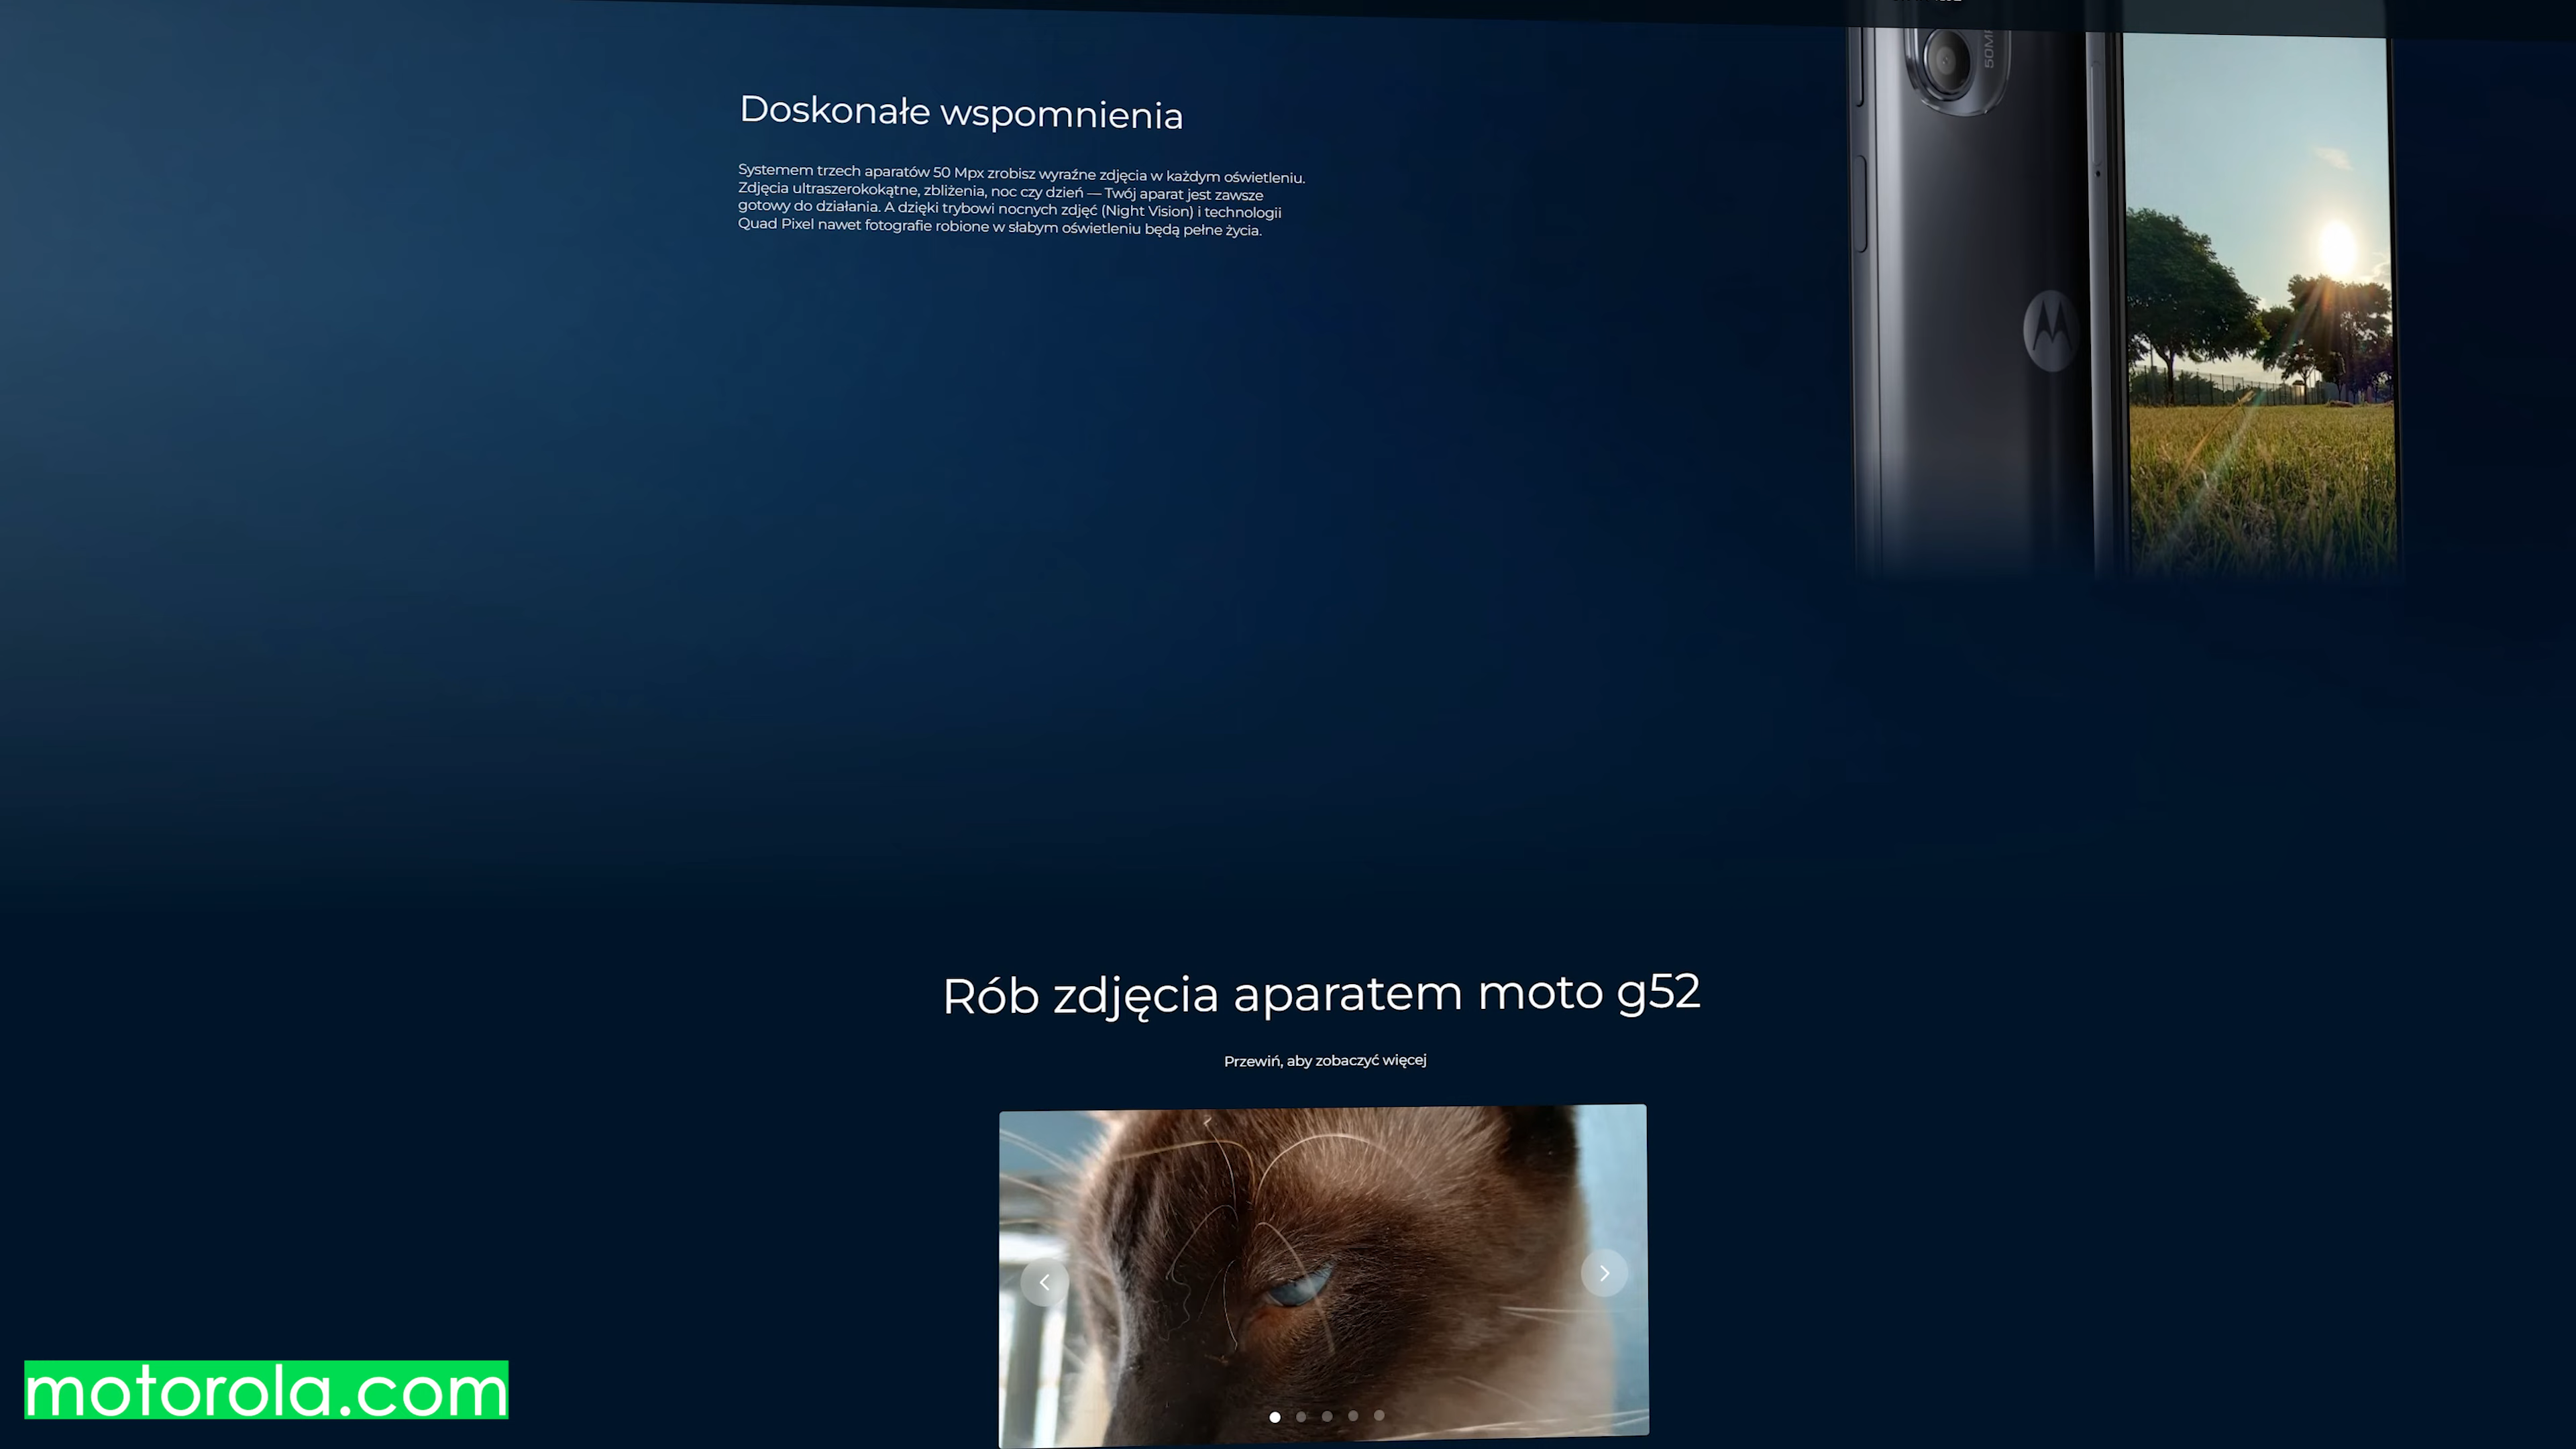 50MP
Doskonałe wspomnienia
Systemem trzech aparatów 50 Mpx zrobisz wyraźne zdjęcia w każdym oświetleniu.
Zdjęcia ultraszerokokątne, zbliżenia, noc czy dzień — Twój aparat jest zawsze
gotowy do działania. A dzięki trybowi nocnych zdjęć (Night Vision) i technologii
Quad Pixel nawet fotografie robione w słabym oświetleniu będą pełne życia.
Rób zdjęcia aparatem moto g52
Przewiń, aby zobaczyć więcej
motorola.com